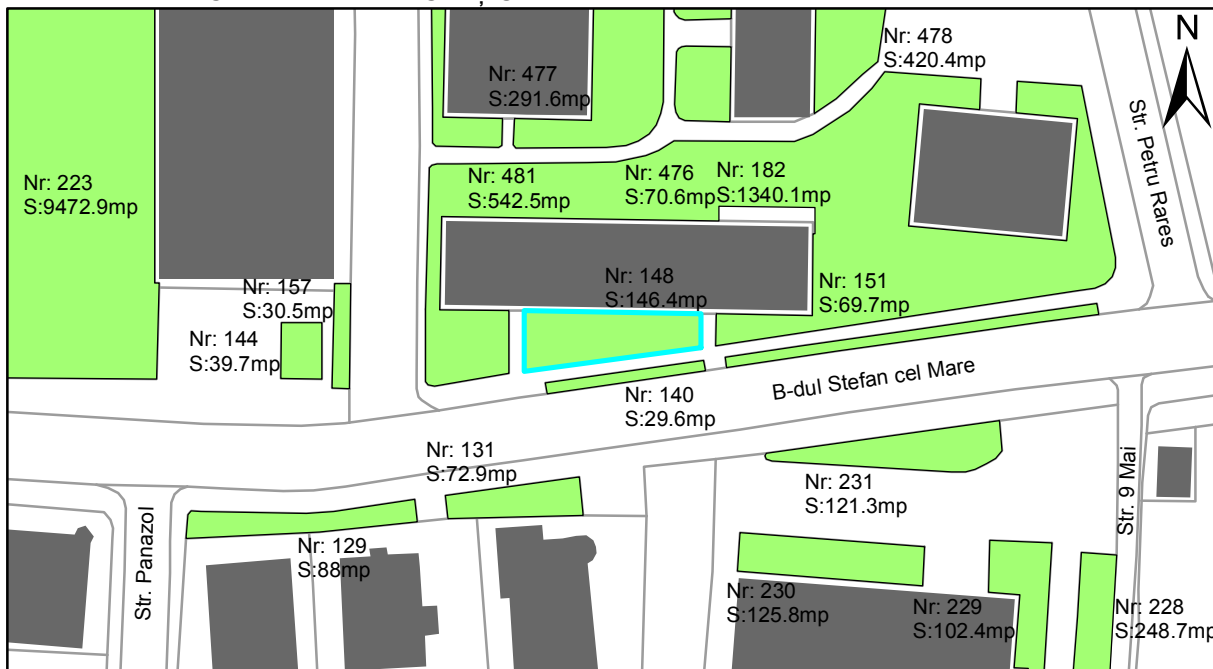 N
Nr: 478
S:420.4mp
Nr: 477
S:291.6mp
Str. Petru Rares
Nr: 223
S:9472.9mp
Nr: 481
S:542.5mp
Nr: 476
S:70.6mp
Nr: 182
S:1340.1mp
Nr: 157
S:30.5mp
Nr: 148
S:146.4mp
Nr: 151
S:69.7mp
Nr: 144
S:39.7mp
B-dul Stefan cel Mare
Nr: 140
S:29.6mp
Nr: 131
S:72.9mp
Nr: 231
S:121.3mp
Str. 9 Mai
Nr: 129
S:88mp
Str. Panazol
Nr: 230
S:125.8mp
Nr: 229
S:102.4mp
Nr: 228
S:248.7mp